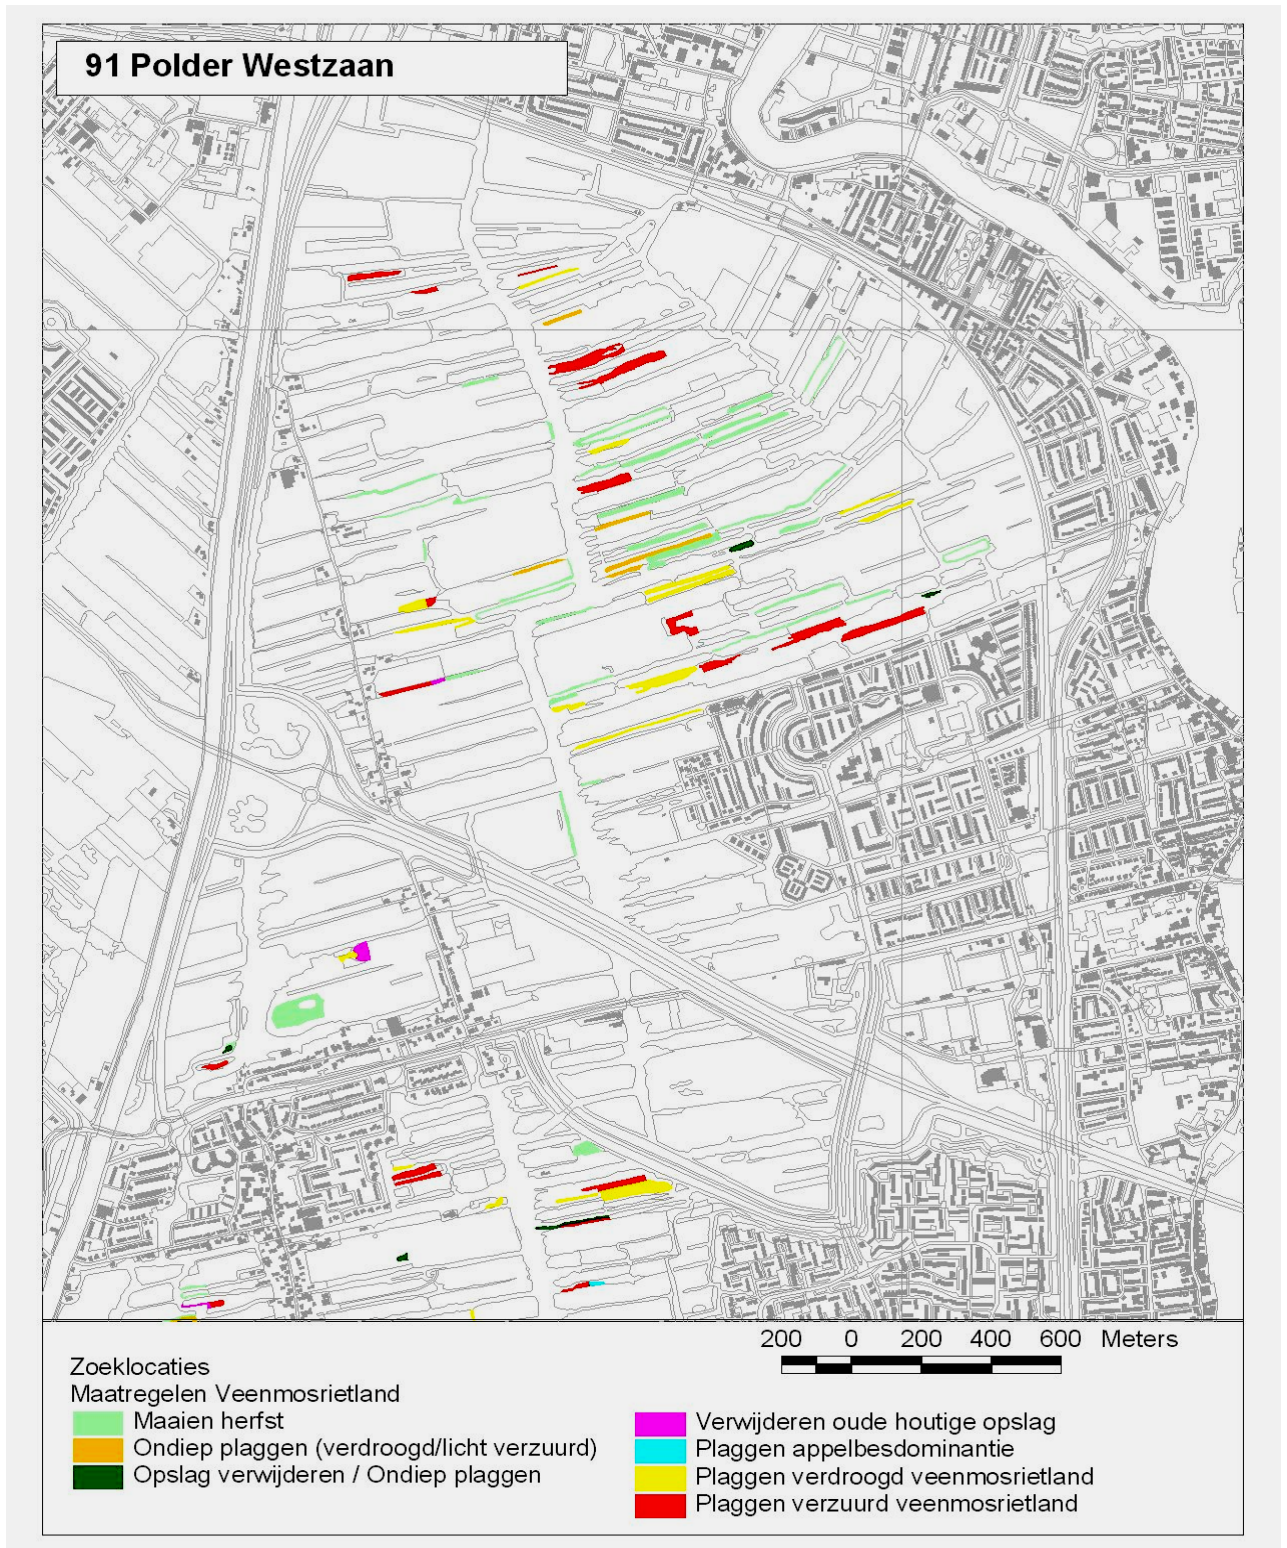 91 Polder Westzaan
200 0 200 400 600 Meters
Zoeklocaties
Maatregelen Veenmosrietland
Maaien herfst
Ondiep plaggen (verdroogd/licht verzuurd)
Opslag verwijderen / Ondiep plaggen
Verwijderen oude houtige opslag
Plaggen appelbesdominantie
Plaggen verdroogd veenmosrietland
Plaggen verzuurd veenmosrietland